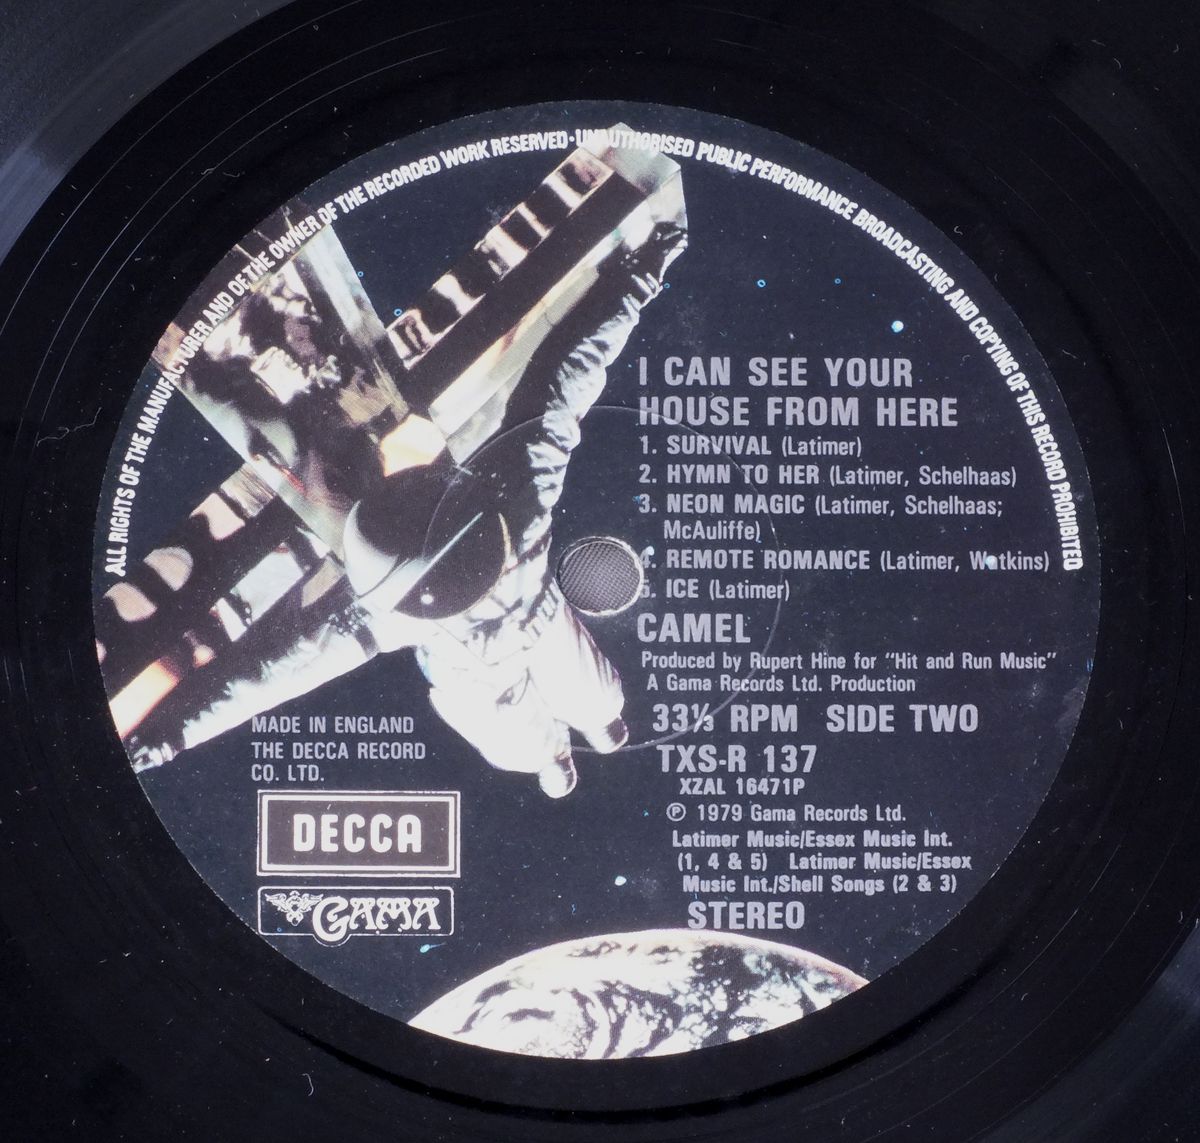 ALL RIGHTS OF THE MANUFACTURER AND OF THE OWNER OF THE RECORDED WORK RESERVED·UNAUTHORISED PUBLIC PERFORMANCE BROADCASTING AND COPYING OF THIS RECORD PROHIBITED
I CAN SEE YOUR
HOUSE FROM HERE
1. SURVIVAL (Latimer)
2. HYMN TO HER (Latimer, Schelhaas)
3. NEON MAGIC (Latimer, Schelhaas;
McAuliffe)
4. REMOTE ROMANCE (Latimer, Watkins)
5. ICE (Latimer)
CAMEL
Produced by Rupert Hine for "Hit and Run Music"
A Gama Records Ltd. Production
33⅓ RPM SIDE TWO
TXS-R 137
XZAL 16471P
℗ 1979 Gama Records Ltd.
Latimer Music/Essex Music Int.
(1, 4 & 5) Latimer Music/Essex
Music Int./Shell Songs (2 & 3)
STEREO
MADE IN ENGLAND
THE DECCA RECORD
CO. LTD.
DECCA
GAMA